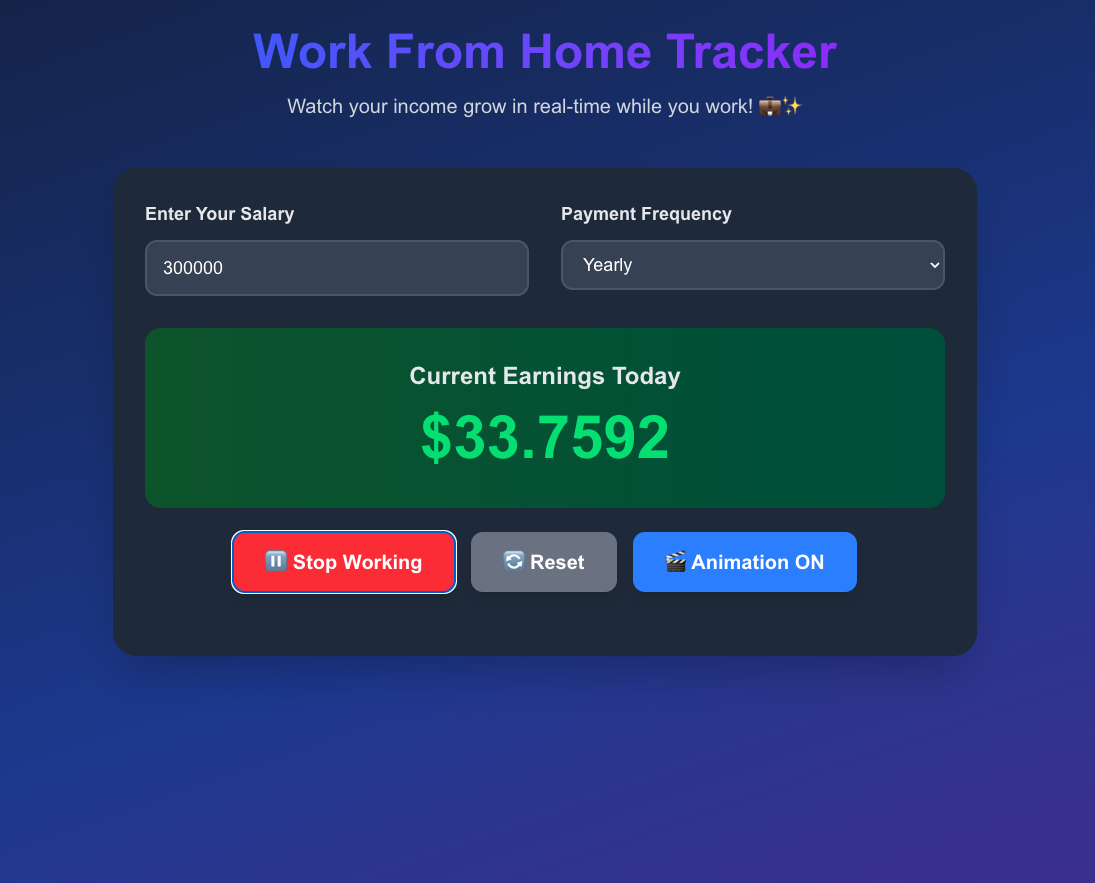 Work From Home Tracker
Watch your income grow in real-time while you work! 💼✨
Enter Your Salary
Payment Frequency
300000
Yearly
Current Earnings Today
$33.7592
⏸️ Stop Working
🔄 Reset
🎬 Animation ON